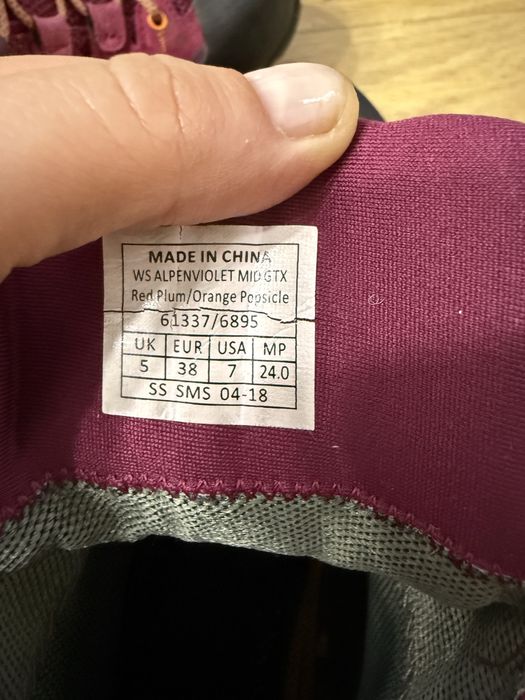 MADE IN CHINA
WS ALPENVIOLET MID GTX
Red Plum/Orange Popsicle
61337/6895
UK EUR USA MP
5 38 7 24.0
SS SMS 04-18